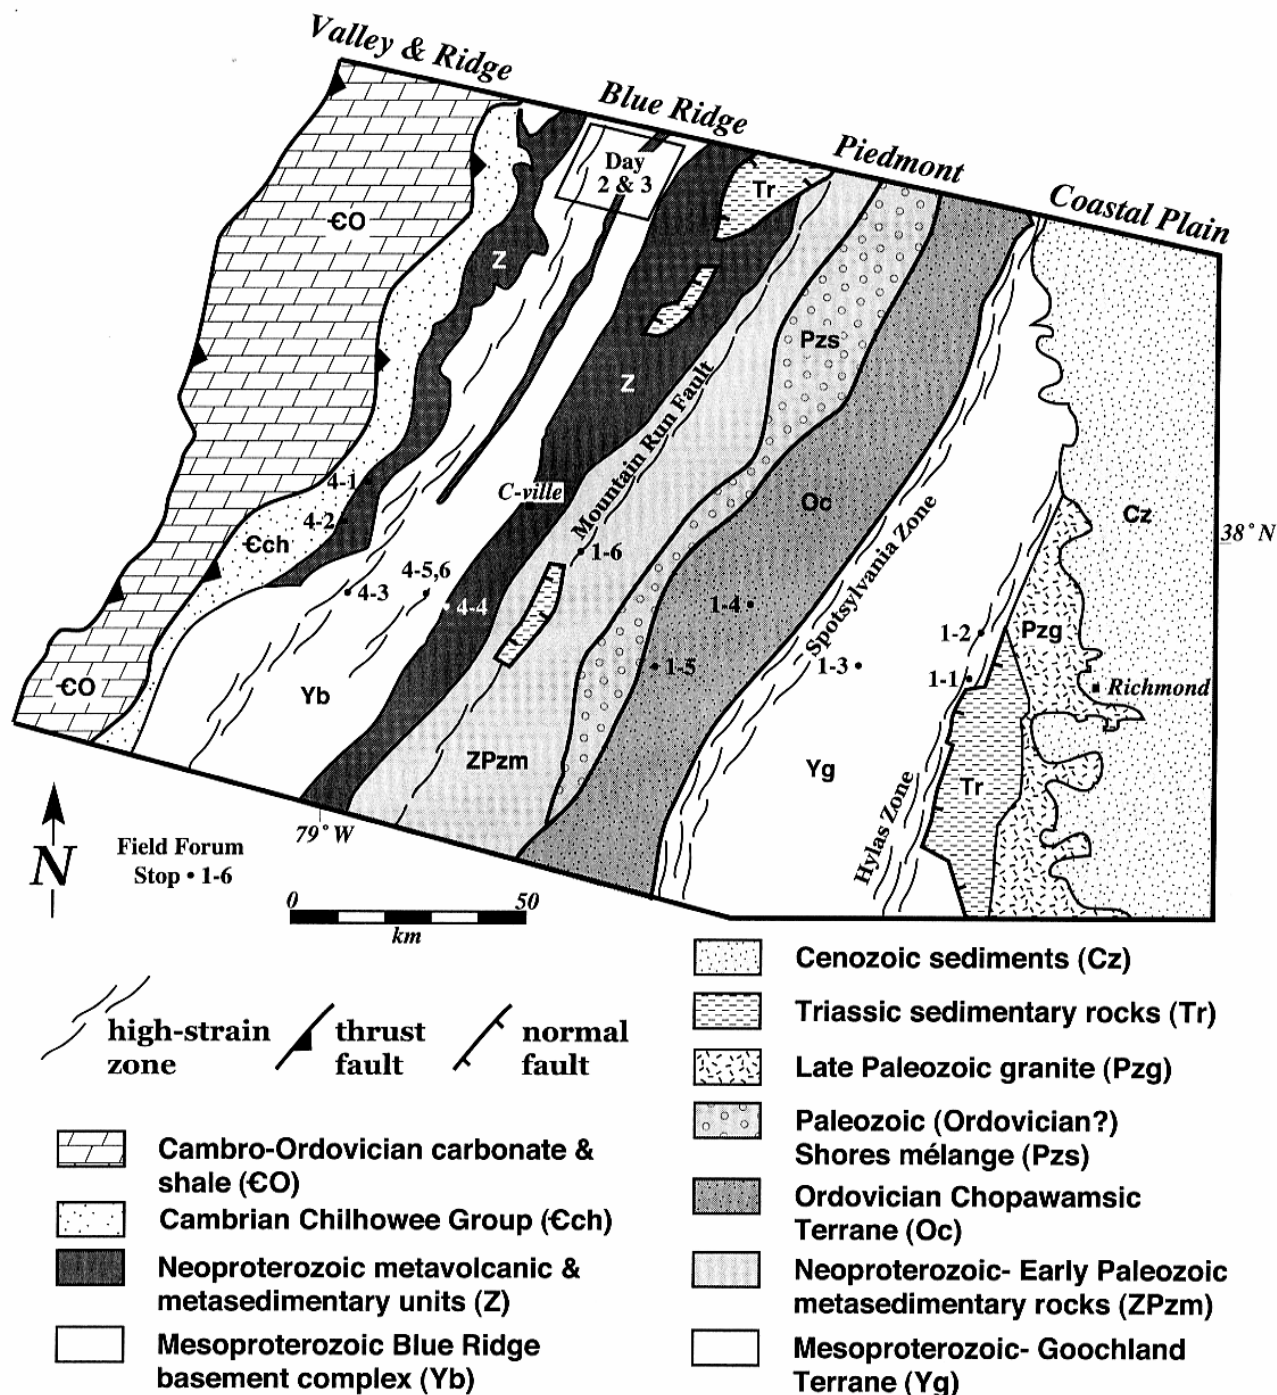 Valley & Ridge
Blue Ridge
Piedmont
Coastal Plain
Day
2 & 3
Tr
ЄO
Z
Pzs
Z
Mountain Run Fault
4-1
C-ville
Oc
Cz
38° N
4-2
Єch
1-6
Spotsylvania Zone
4-5,6
4-3
4-4
1-4
1-2
Pzg
1-5
1-3
1-1
Richmond
ЄO
Yb
ZPzm
Yg
Tr
Hylas Zone
79° W
N
Field Forum
Stop • 1-6
0
50
km
high-strain
zone
thrust
fault
normal
fault
Cambro-Ordovician carbonate &
shale (ЄO)
Cambrian Chilhowee Group (Єch)
Neoproterozoic metavolcanic &
metasedimentary units (Z)
Mesoproterozoic Blue Ridge
basement complex (Yb)
Cenozoic sediments (Cz)
Triassic sedimentary rocks (Tr)
Late Paleozoic granite (Pzg)
Paleozoic (Ordovician?)
Shores mélange (Pzs)
Ordovician Chopawamsic
Terrane (Oc)
Neoproterozoic- Early Paleozoic
metasedimentary rocks (ZPzm)
Mesoproterozoic- Goochland
Terrane (Yg)